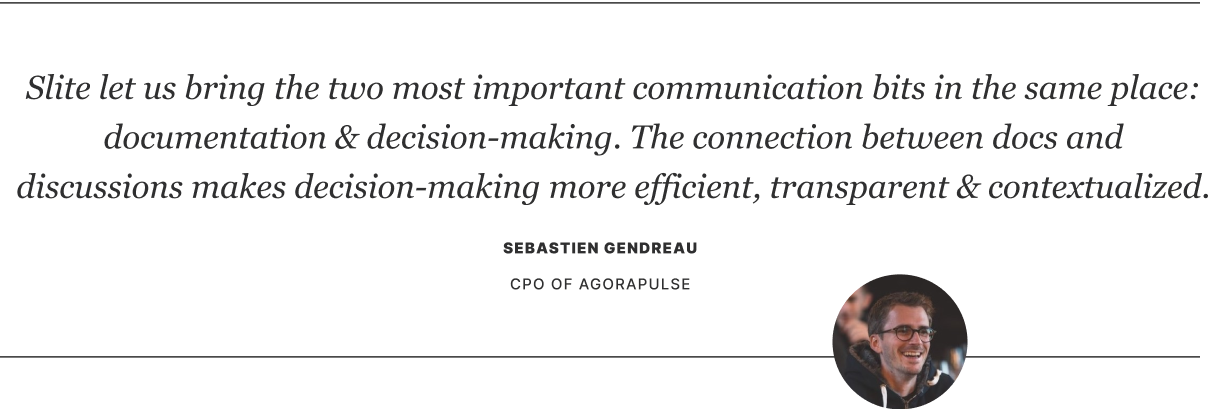 Slite let us bring the two most important communication bits in the same place:
documentation & decision-making. The connection between docs and
discussions makes decision-making more efficient, transparent & contextualized.
SEBASTIEN GENDREAU
CPO OF AGORAPULSE